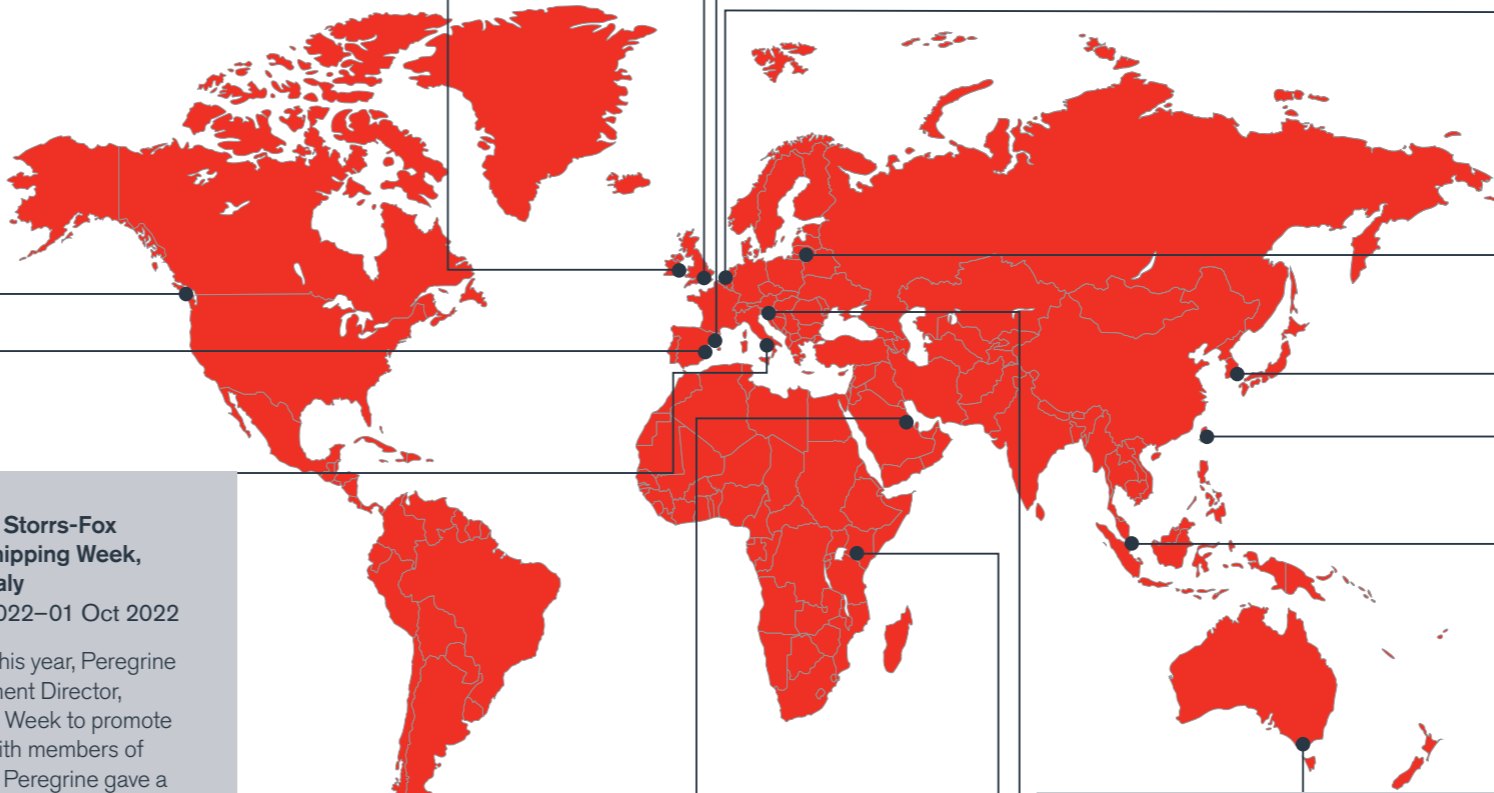 Storrs-Fox
hipping Week,
aly
022–01 Oct 2022
his year, Peregrine
nent Director,
Week to promote
ith members of
Peregrine gave a